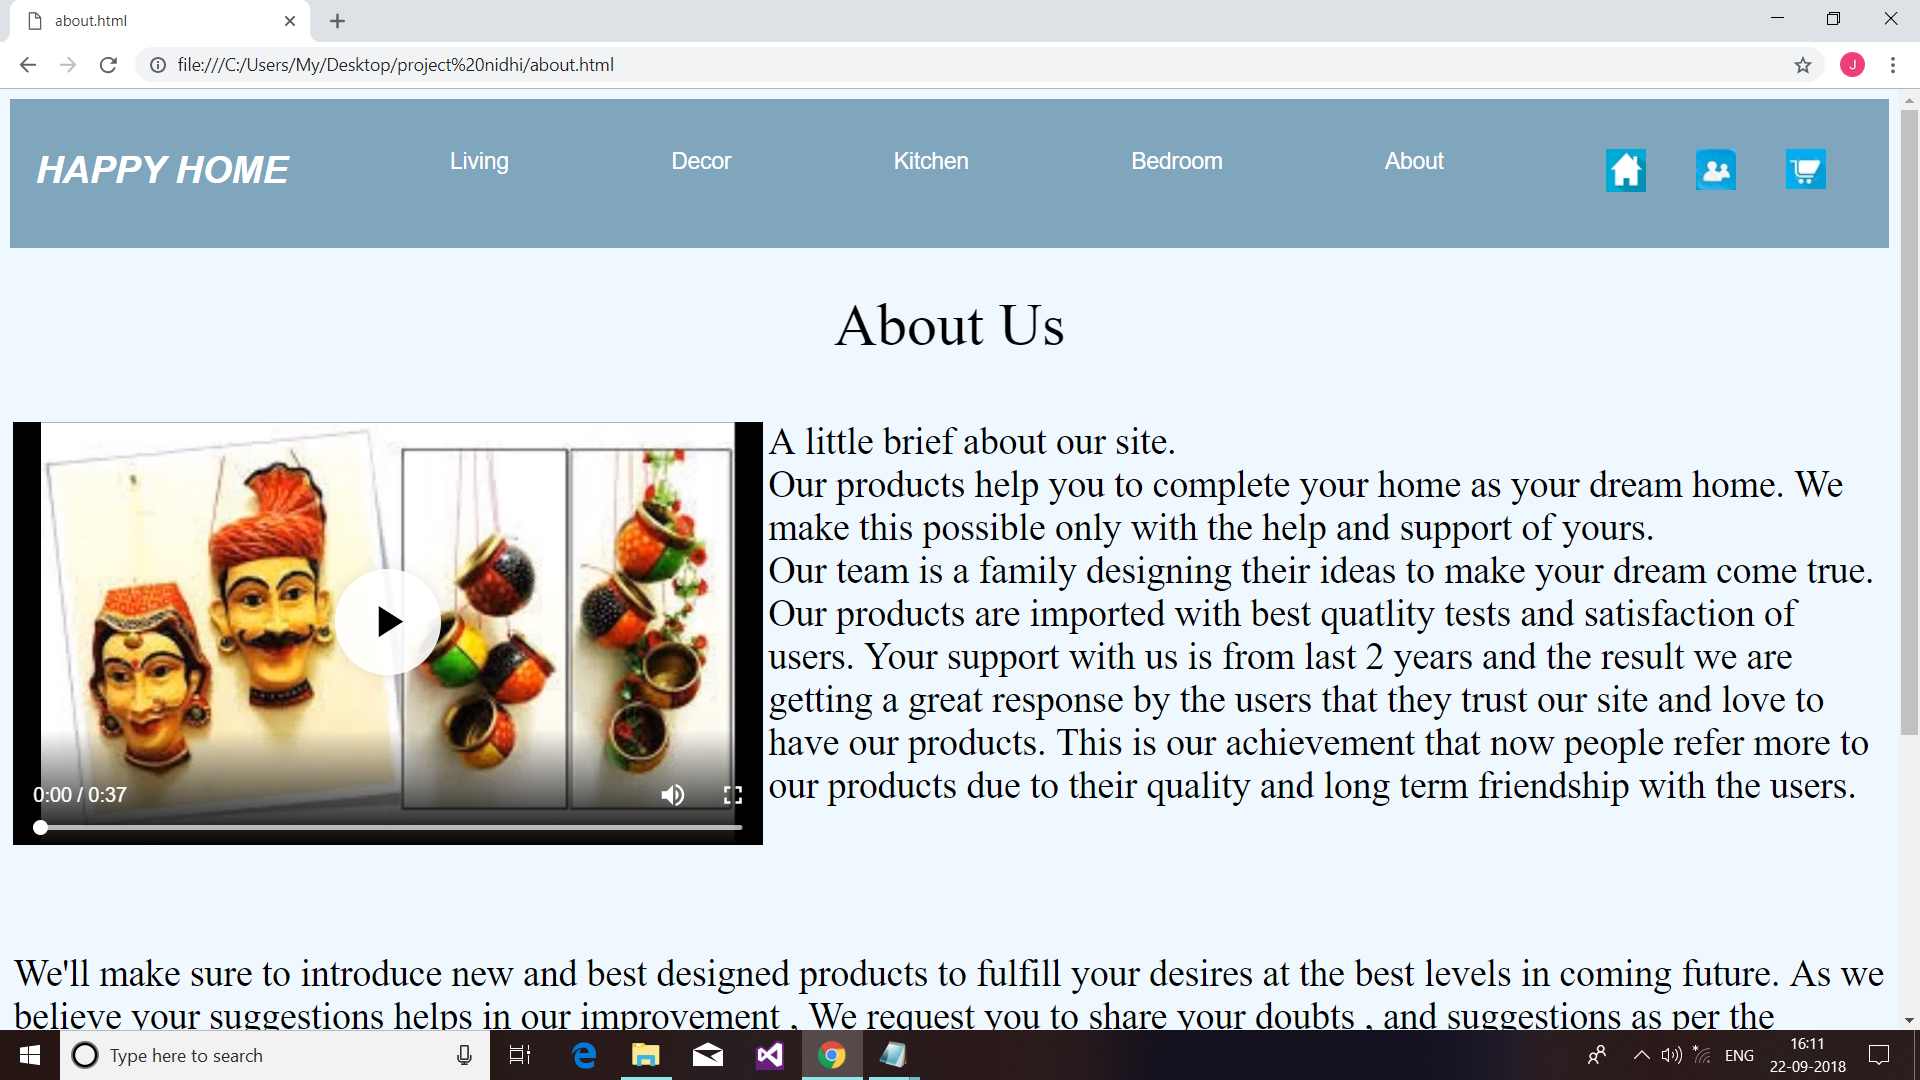 about.html
file:///C:/Users/My/Desktop/project%20nidhi/about.html
J
HAPPY HOME
Living
Decor
Kitchen
Bedroom
About
About Us
A little brief about our site.
Our products help you to complete your home as your dream home. We
make this possible only with the help and support of yours.
Our team is a family designing their ideas to make your dream come true.
Our products are imported with best quatlity tests and satisfaction of
users. Your support with us is from last 2 years and the result we are
getting a great response by the users that they trust our site and love to
have our products. This is our achievement that now people refer more to
our products due to their quality and long term friendship with the users.
0:00 / 0:37
We'll make sure to introduce new and best designed products to fulfill your desires at the best levels in coming future. As we
believe your suggestions helps in our improvement , We request you to share your doubts , and suggestions as per the
Type here to search
ENG
16:11
22-09-2018